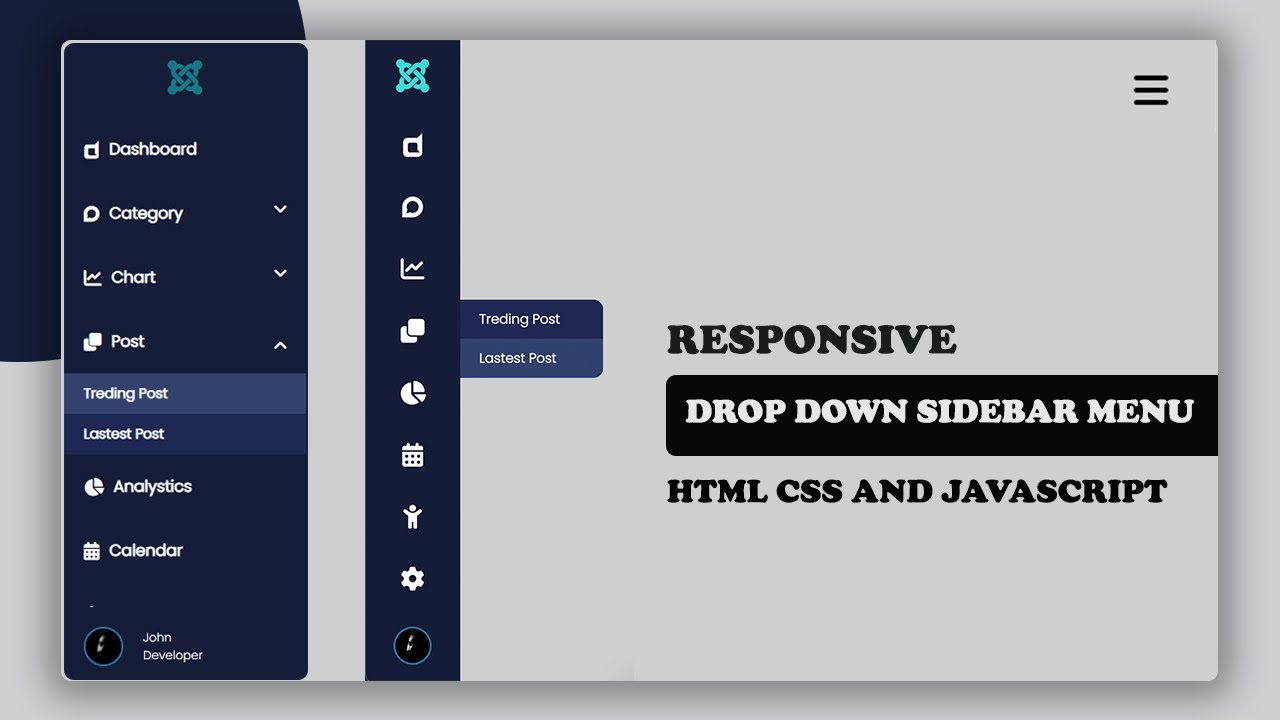 Dashboard
Category
Chart
Post
Treding Post
Lastest Post
Analystics
Calendar
John
Developer
Treding Post
Lastest Post
RESPONSIVE
DROP DOWN SIDEBAR MENU
HTML CSS AND JAVASCRIPT